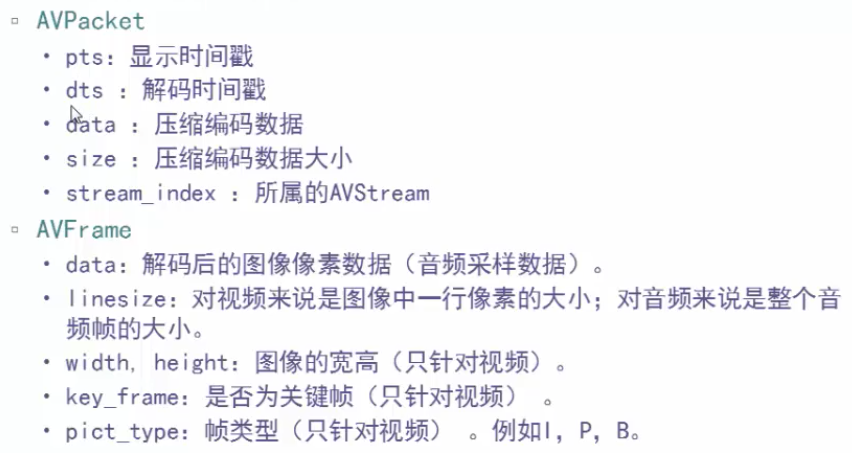 ▫ AVPacket
• pts: 显示时间戳
• dts : 解码时间戳
• data : 压缩编码数据
• size : 压缩编码数据大小
• stream_index : 所属的AVStream
▫ AVFrame
• data: 解码后的图像像素数据（音频采样数据）。
• linesize: 对视频来说是图像中一行像素的大小；对音频来说是整个音
频帧的大小。
• width, height: 图像的宽高（只针对视频）。
• key_frame: 是否为关键帧（只针对视频） 。
• pict_type: 帧类型（只针对视频） 。例如I, P, B。